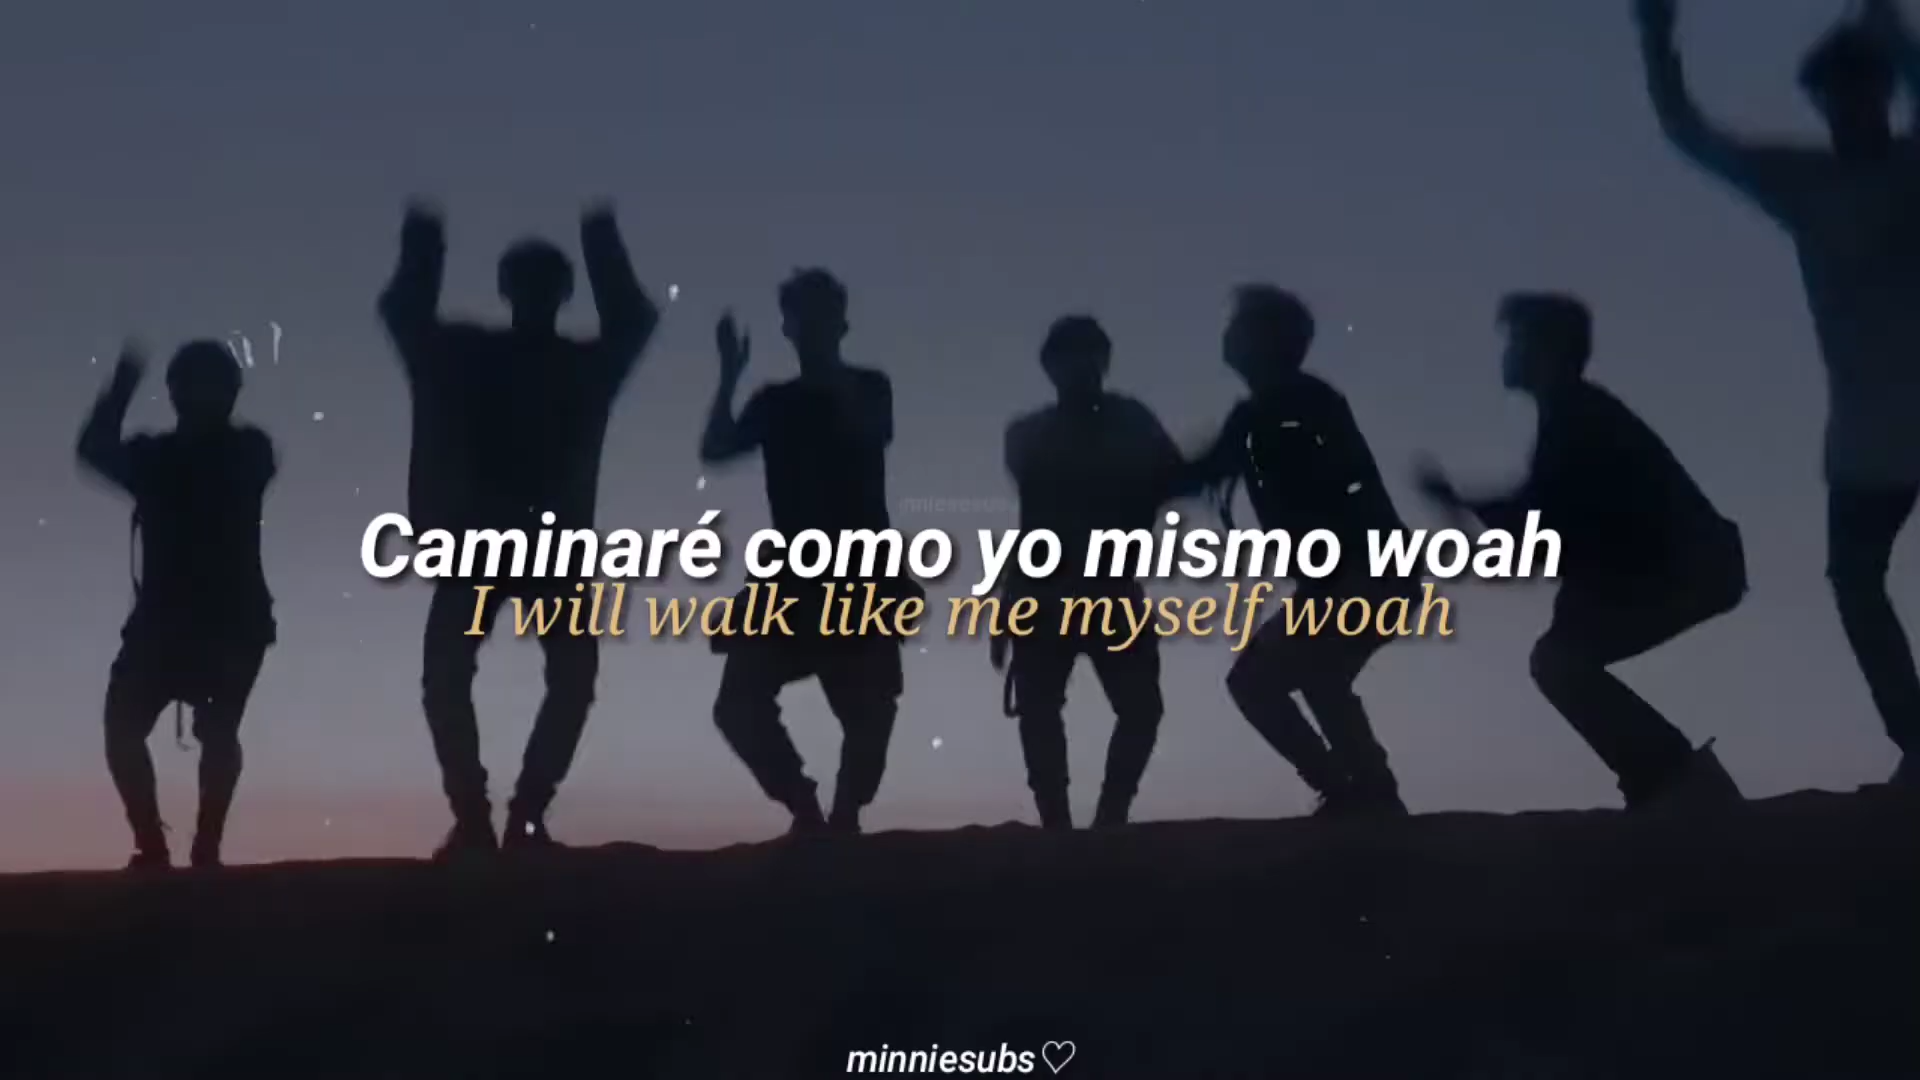 Caminaré como yo mismo woah
I will walk like me myself woah
minniesubs♡